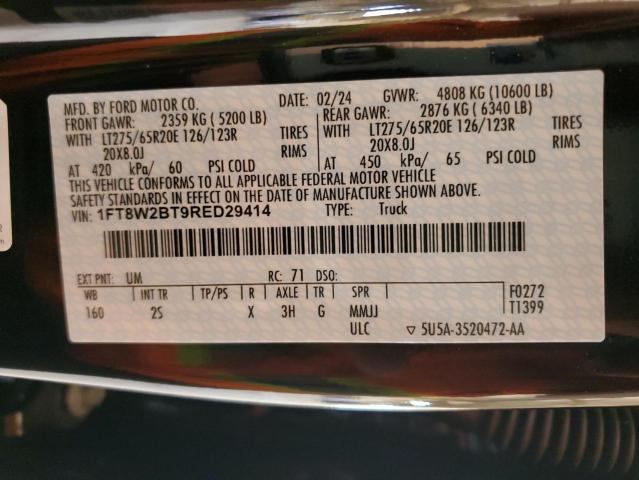 MFD. BY FORD MOTOR CO. DATE: 02/24 GVWR: 4808 KG (10600 LB)
FRONT GAWR: 2359 KG (5200 LB) REAR GAWR: 2876 KG (6340 LB)
WITH LT275/65R20E 126/123R TIRES WITH LT275/65R20E 126/123R TIRES
20X8.0J RIMS 20X8.0J RIMS
AT 420 kPa/ 60 PSI COLD AT 450 kPa/ 65 PSI COLD
THIS VEHICLE CONFORMS TO ALL APPLICABLE FEDERAL MOTOR VEHICLE
SAFETY STANDARDS IN EFFECT ON THE DATE OF MANUFACTURE SHOWN ABOVE.
VIN: 1FT8W2BT9RED29414 TYPE: Truck
EXT PNT: UM RC: 71 DSO:
WB INT TR TP/PS R AXLE TR SPR F0272
160 2S X 3H G MMJJ T1399
ULC 5U5A-3520472-AA